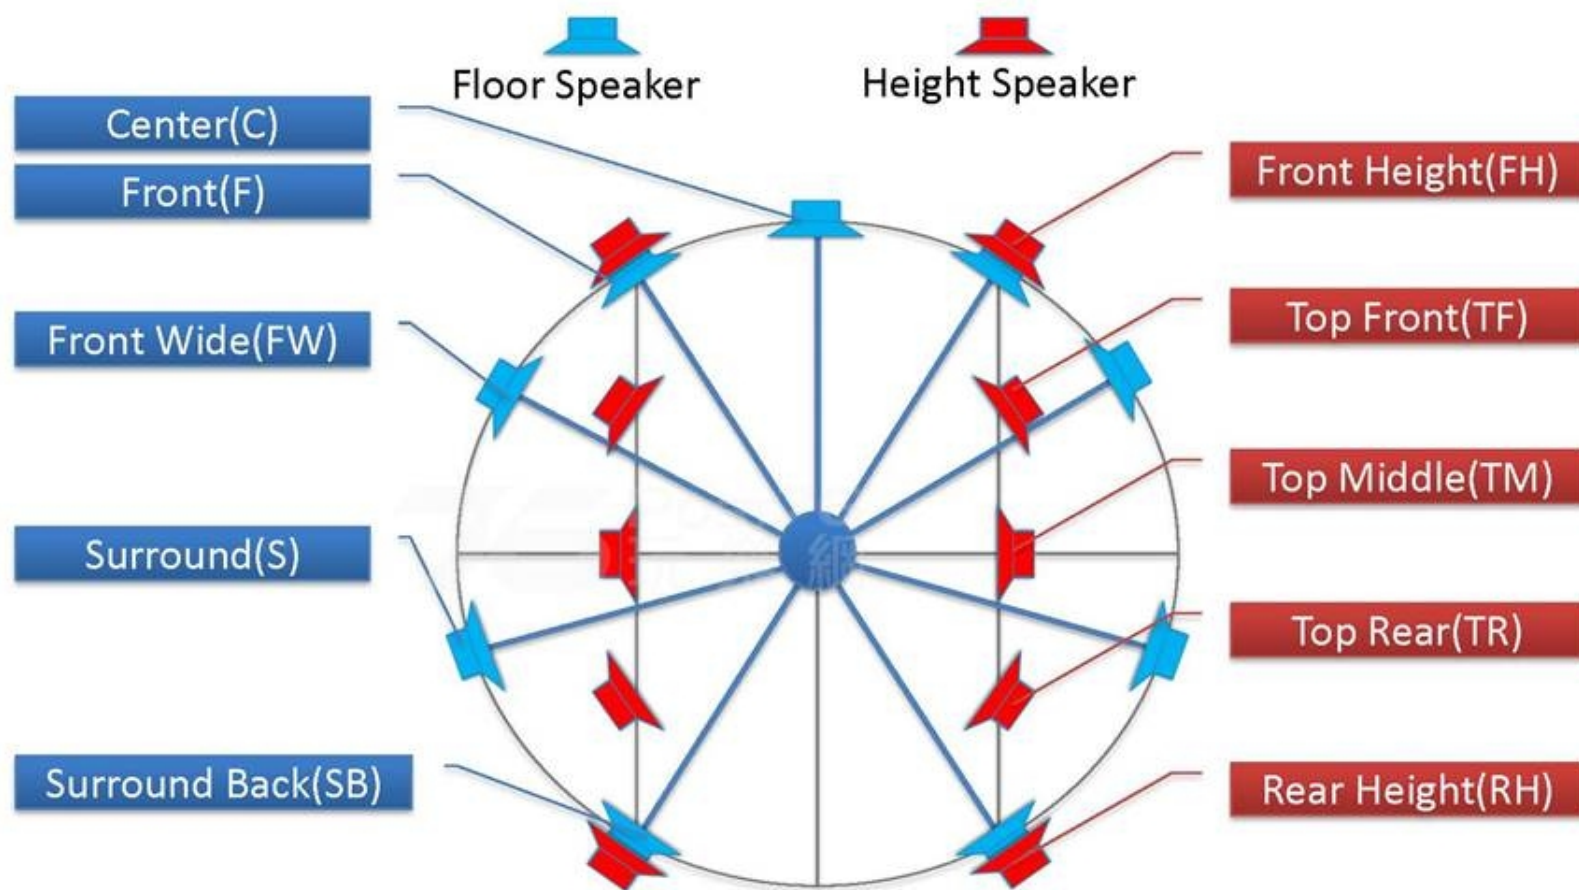 Floor Speaker
Height Speaker
Center(C)
Front(F)
Front Wide(FW)
Surround(S)
Surround Back(SB)
Front Height(FH)
Top Front(TF)
Top Middle(TM)
Top Rear(TR)
Rear Height(RH)